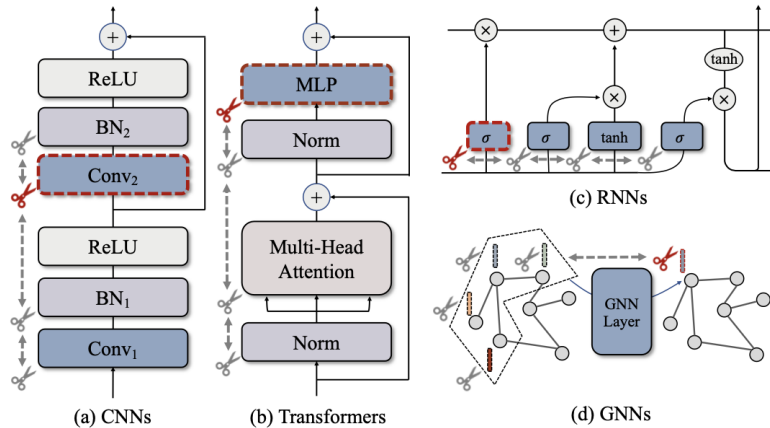 ReLU
BN2
Conv2
ReLU
BN1
Conv1
(a) CNNs
MLP
Norm
Multi-Head
Attention
Norm
(b) Transformers
tanh
σ
σ
tanh
σ
(c) RNNs
GNN
Layer
(d) GNNs